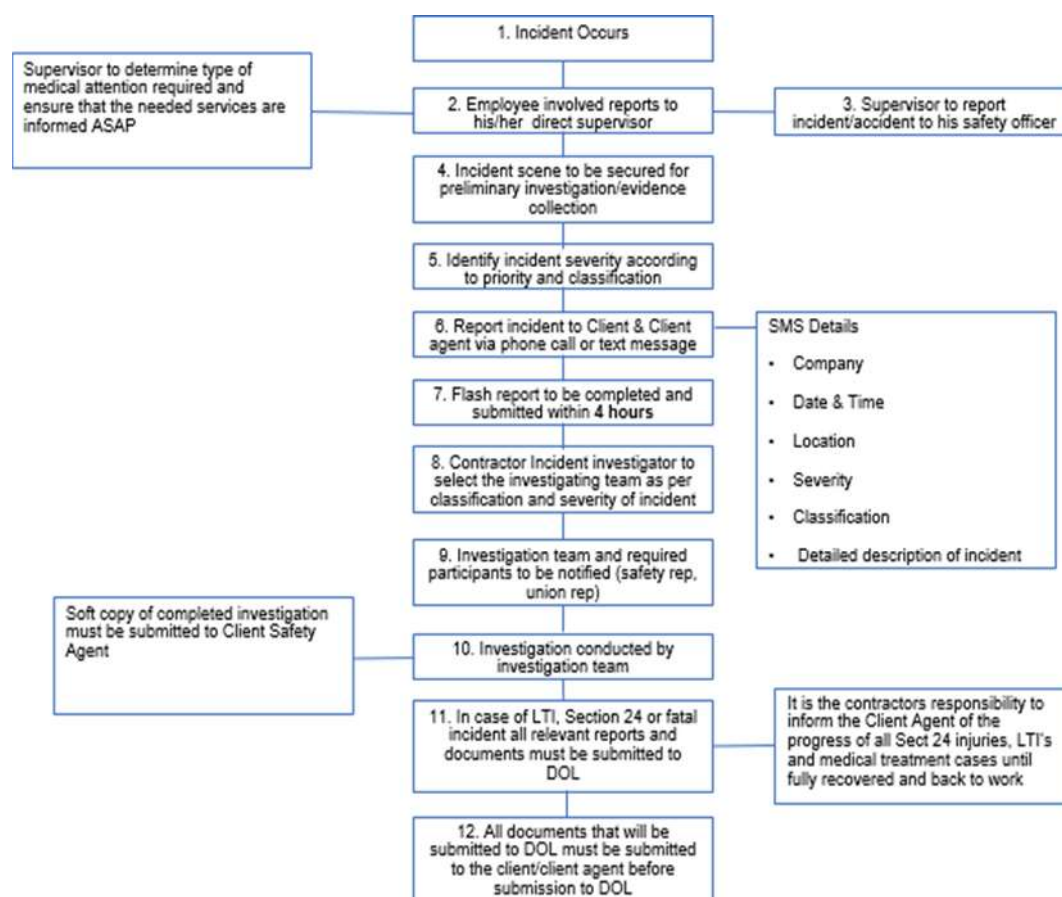 1. Incident Occurs
Supervisor to determine type of
medical attention required and
ensure that the needed services are
informed ASAP
2. Employee involved reports to
his/her direct supervisor
3. Supervisor to report
incident/accident to his safety officer
4. Incident scene to be secured for
preliminary investigation/evidence
collection
5. Identify incident severity according
to priority and classification
6. Report incident to Client & Client
agent via phone call or text message
SMS Details
• Company
• Date & Time
• Location
• Severity
• Classification
• Detailed description of incident
7. Flash report to be completed and
submitted within 4 hours
8. Contractor Incident investigator to
select the investigating team as per
classification and severity of incident
9. Investigation team and required
participants to be notified (safety rep,
union rep)
Soft copy of completed investigation
must be submitted to Client Safety
Agent
10. Investigation conducted by
investigation team
11. In case of LTI, Section 24 or fatal
incident all relevant reports and
documents must be submitted to
DOL
It is the contractors responsibility to
inform the Client Agent of the
progress of all Sect 24 injuries, LTI's
and medical treatment cases until
fully recovered and back to work
12. All documents that will be
submitted to DOL must be submitted
to the client/client agent before
submission to DOL